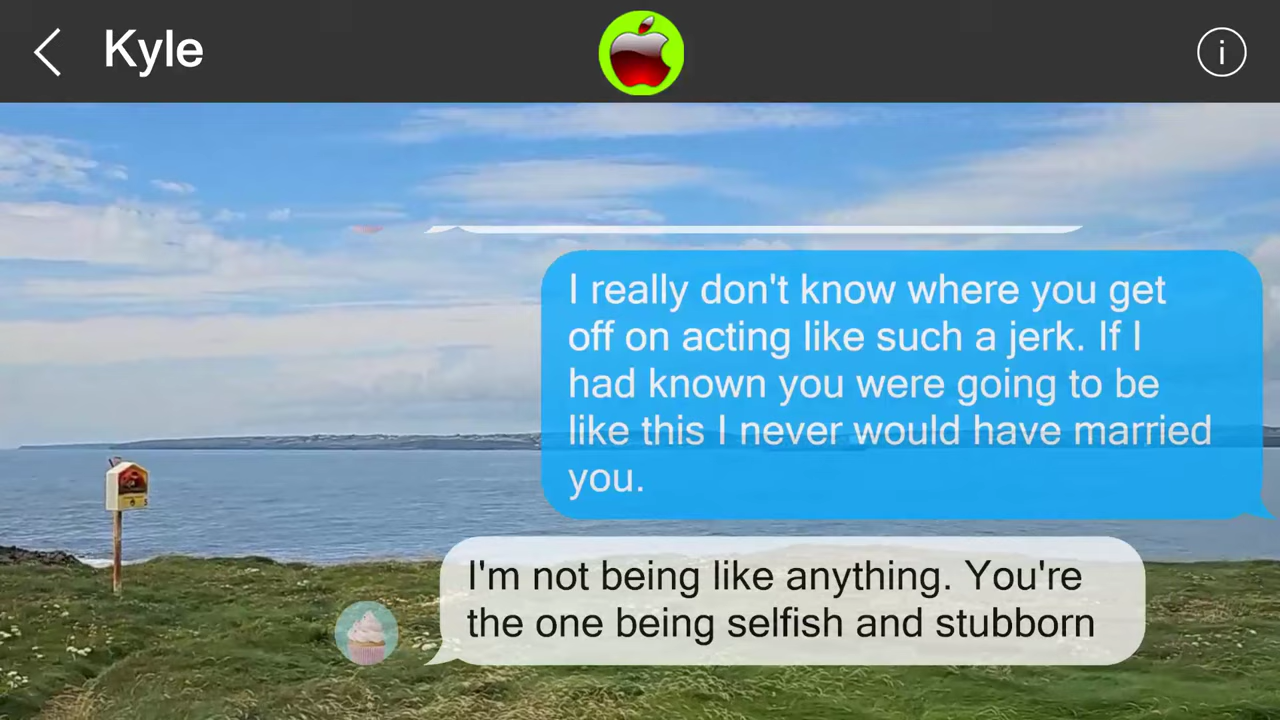 Kyle
i
I really don't know where you get
off on acting like such a jerk. If I
had known you were going to be
like this I never would have married
you.
I'm not being like anything. You're
the one being selfish and stubborn